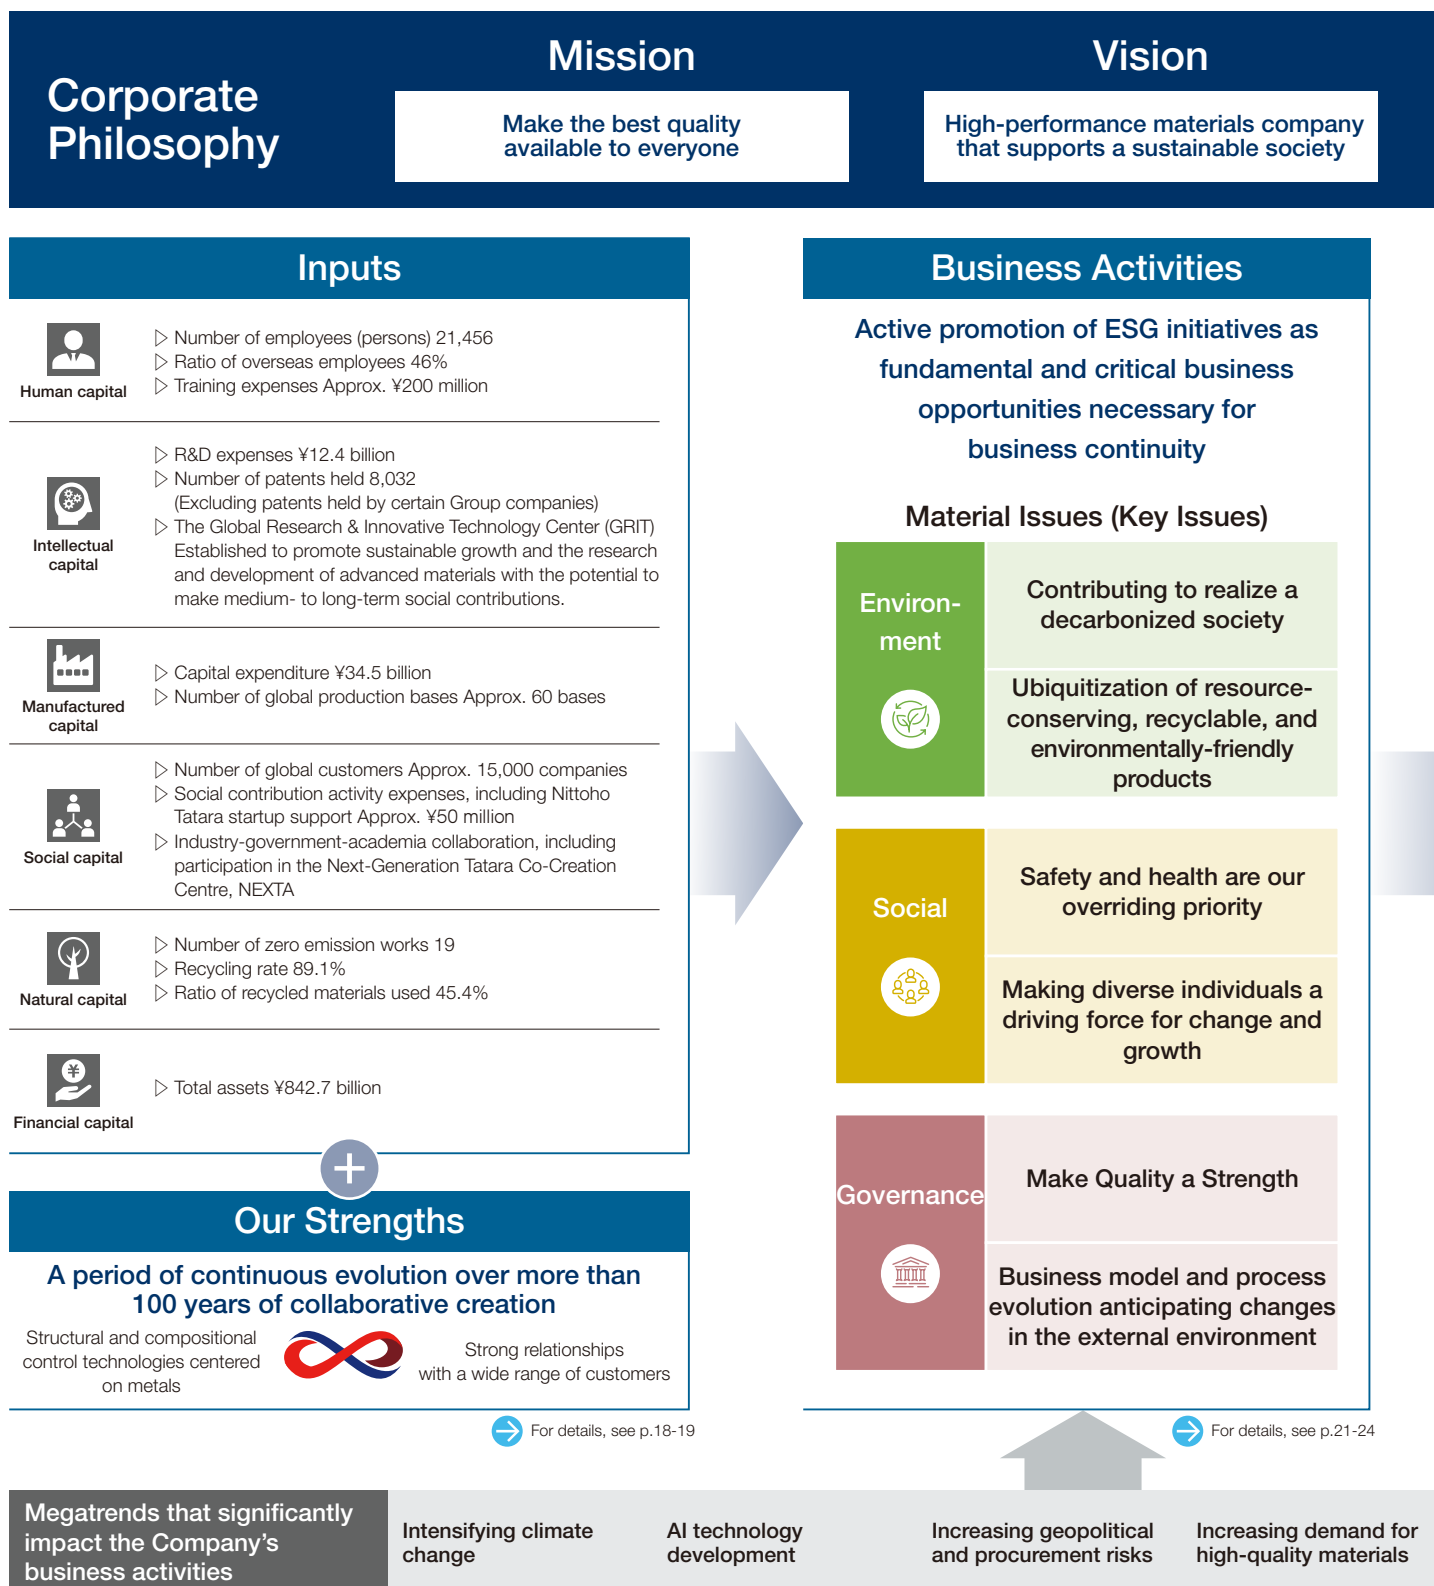 Corporate
Philosophy
Mission
Make the best quality
available to everyone
Vision
High-performance materials company
that supports a sustainable society
Inputs
Human capital
▷ Number of employees (persons) 21,456
▷ Ratio of overseas employees 46%
▷ Training expenses Approx. ¥200 million
Intellectual
capital
▷ R&D expenses ¥12.4 billion
▷ Number of patents held 8,032
(Excluding patents held by certain Group companies)
▷ The Global Research & Innovative Technology Center (GRIT)
Established to promote sustainable growth and the research
and development of advanced materials with the potential to
make medium- to long-term social contributions.
Manufactured
capital
▷ Capital expenditure ¥34.5 billion
▷ Number of global production bases Approx. 60 bases
Social capital
▷ Number of global customers Approx. 15,000 companies
▷ Social contribution activity expenses, including Nittoho
Tatara startup support Approx. ¥50 million
▷ Industry-government-academia collaboration, including
participation in the Next-Generation Tatara Co-Creation
Centre, NEXTA
Natural capital
▷ Number of zero emission works 19
▷ Recycling rate 89.1%
▷ Ratio of recycled materials used 45.4%
¥
Financial capital
▷ Total assets ¥842.7 billion
+
Our Strengths
A period of continuous evolution over more than
100 years of collaborative creation
Structural and compositional
control technologies centered
on metals
Strong relationships
with a wide range of customers
For details, see p.18-19
Business Activities
Active promotion of ESG initiatives as
fundamental and critical business
opportunities necessary for
business continuity
Material Issues (Key Issues)
Environ-
ment
Contributing to realize a
decarbonized society
Ubiquitization of resource-
conserving, recyclable, and
environmentally-friendly
products
Social
Safety and health are our
overriding priority
Making diverse individuals a
driving force for change and
growth
Governance
Make Quality a Strength
Business model and process
evolution anticipating changes
in the external environment
For details, see p.21-24
Megatrends that significantly
impact the Company's
business activities
Intensifying climate
change
AI technology
development
Increasing geopolitical
and procurement risks
Increasing demand for
high-quality materials